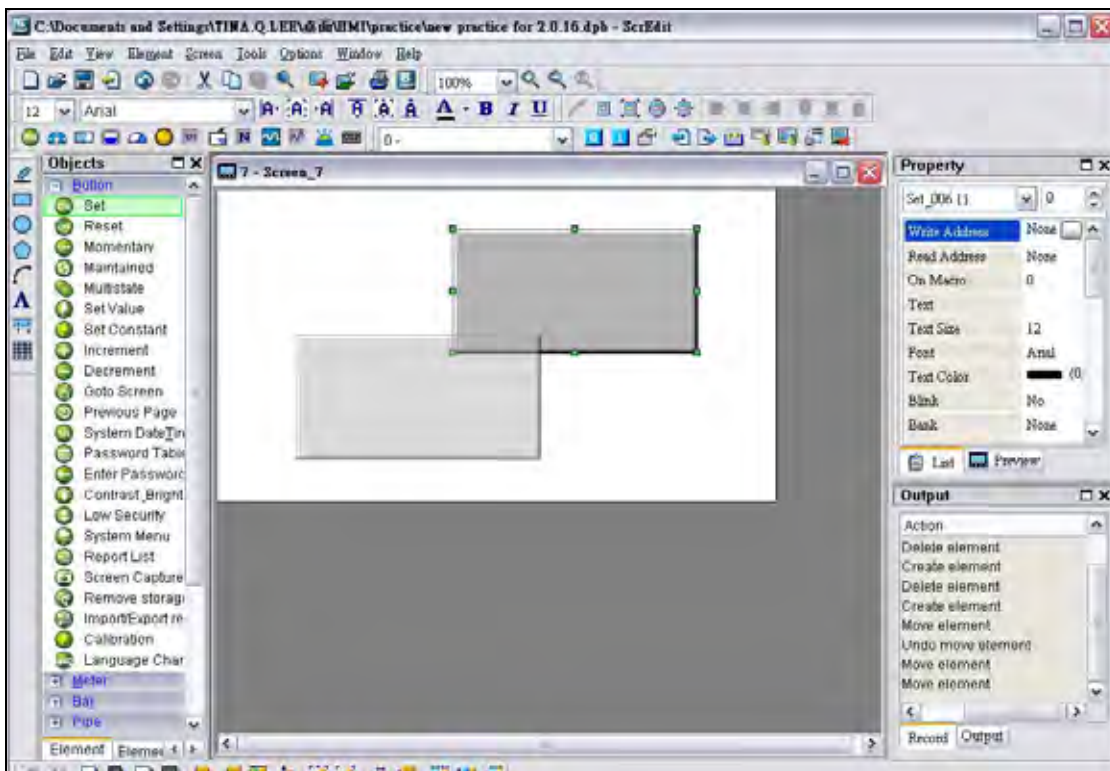 C:\Documents and Settings\TINA.Q.LEE\桌面\HMI\practice\new practice for 2.0.16.dpb - ScrEdit
File Edit View Element Screen Tools Options Window Help
100%
12 Arial
0 -
Objects
Button
Set
Reset
Momentary
Maintained
Multistate
Set Value
Set Constant
Increment
Decrement
Goto Screen
Previous Page
System DateTin
Password Table
Enter Password
Contrast_Bright
Low Security
System Menu
Report List
Screen Capture
Remove storag
Import/Export re
Calibration
Language Chan
Meter
Bar
Pipe
Element Elemer
7 - Screen_7
Property
Set_006 { } 0
Write Address None
Read Address None
On Macro 0
Text
Text Size 12
Font Arial
Text Color (0,
Blink No
Bank None
List Preview
Output
Action
Delete element
Create element
Delete element
Create element
Move element
Undo move element
Move element
Move element
Record Output